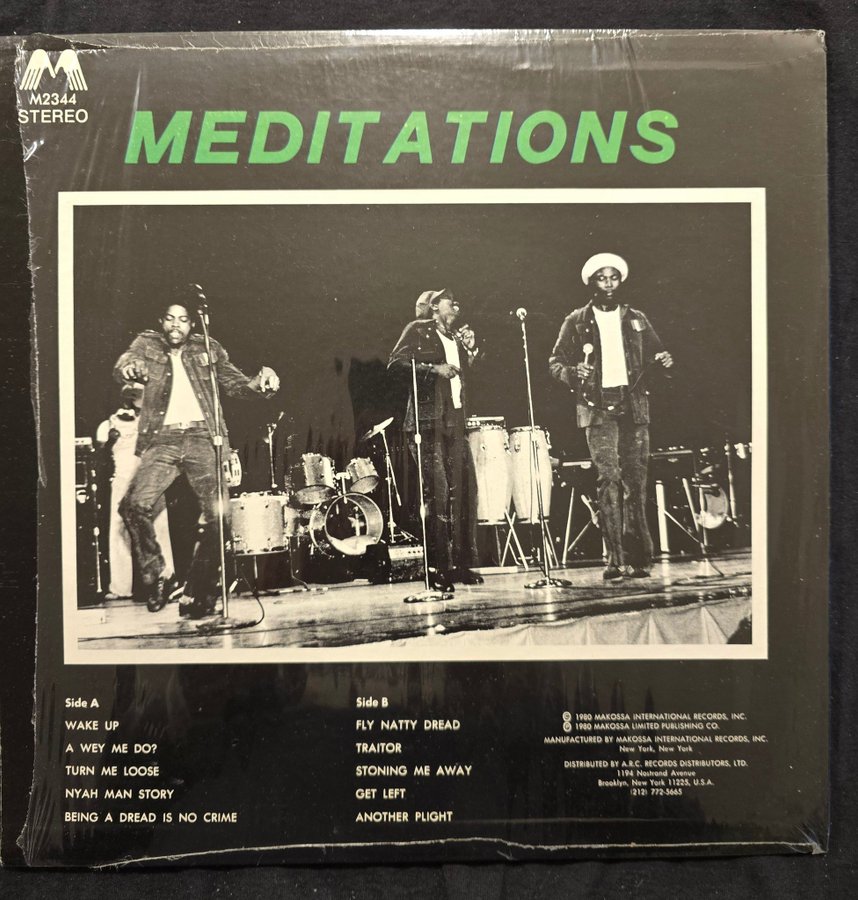 M2344
STEREO
MEDITATIONS
Side A
WAKE UP
A WEY ME DO?
TURN ME LOOSE
NYAH MAN STORY
BEING A DREAD IS NO CRIME
Side B
FLY NATTY DREAD
TRAITOR
STONING ME AWAY
GET LEFT
ANOTHER PLIGHT
℗ 1980 MAKOSSA INTERNATIONAL RECORDS, INC.
© 1980 MAKOSSA LIMITED PUBLISHING CO.
MANUFACTURED BY MAKOSSA INTERNATIONAL RECORDS, INC.
New York, New York
DISTRIBUTED BY A.R.C. RECORDS DISTRIBUTORS, LTD.
1194 Nostrand Avenue
Brooklyn, New York 11225, U.S.A.
(212) 772-5665